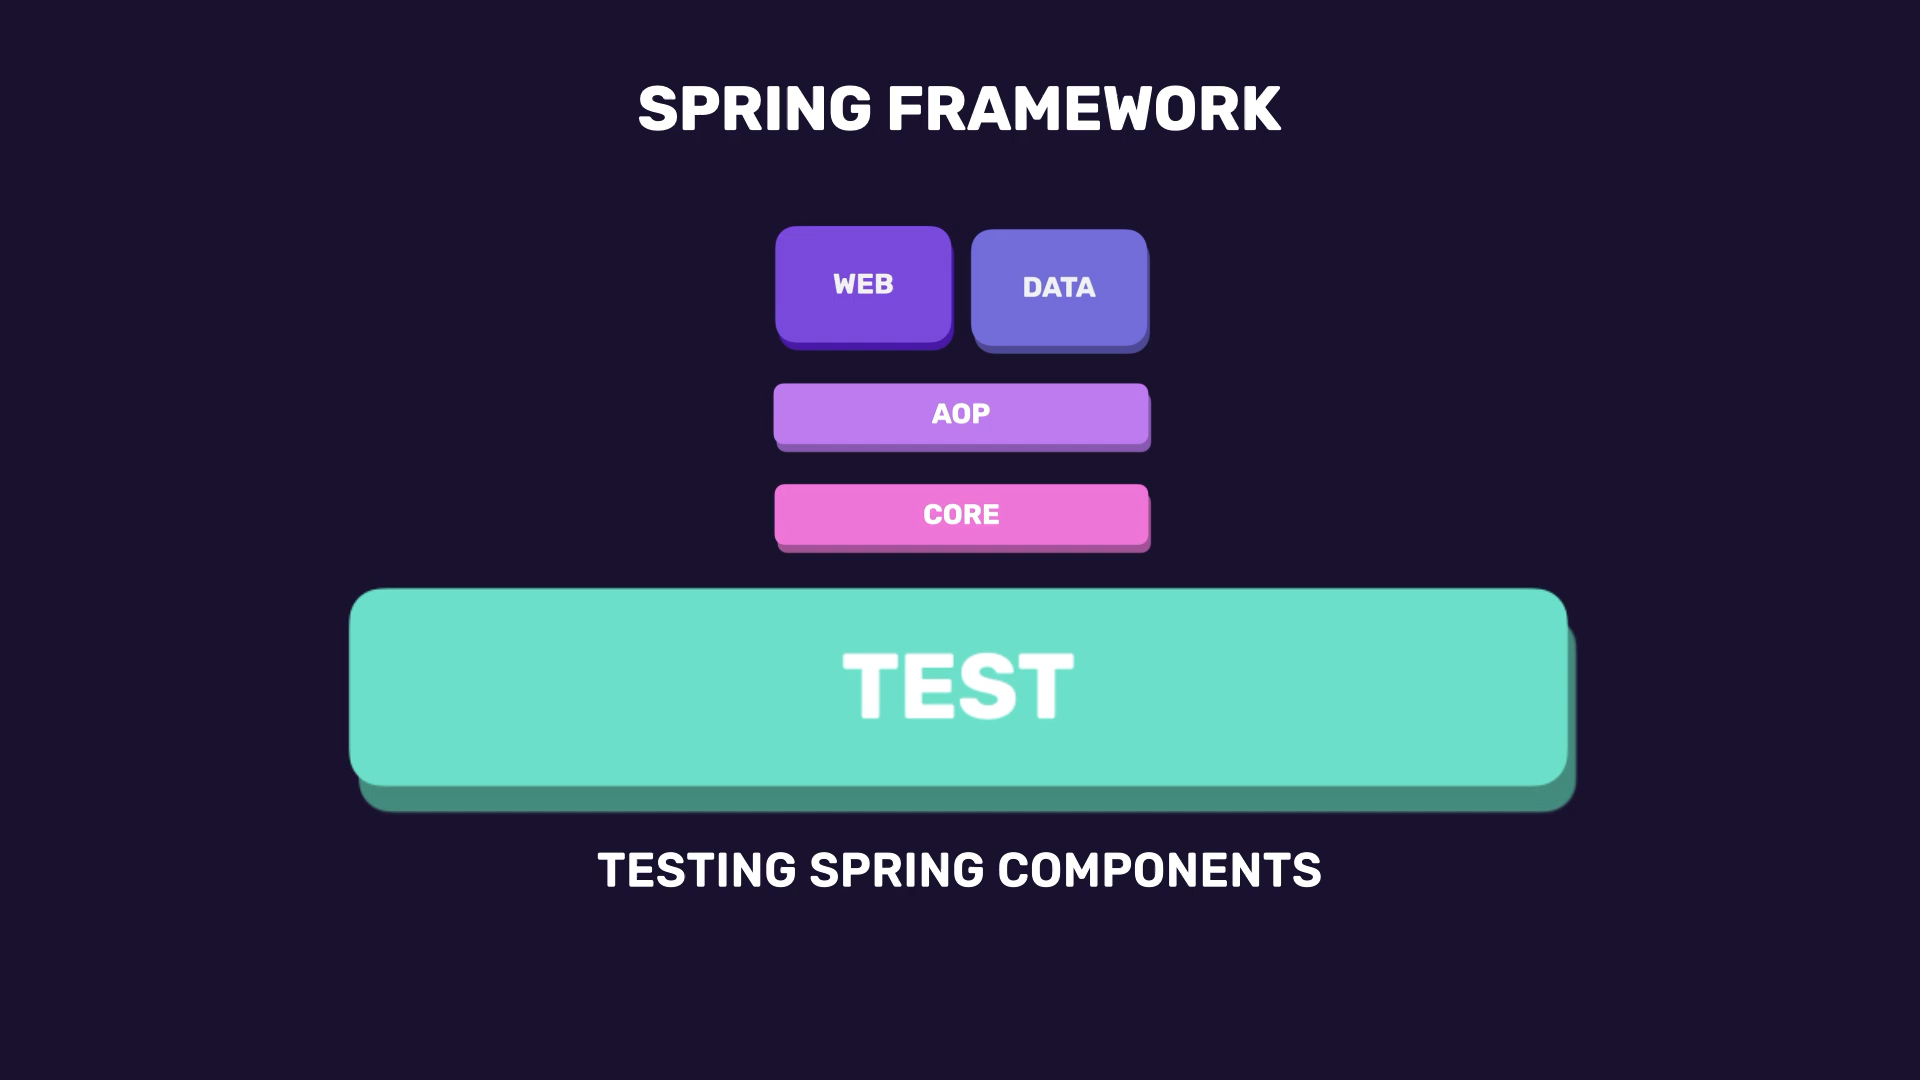 SPRING FRAMEWORK
WEB
DATA
AOP
CORE
TEST
TESTING SPRING COMPONENTS